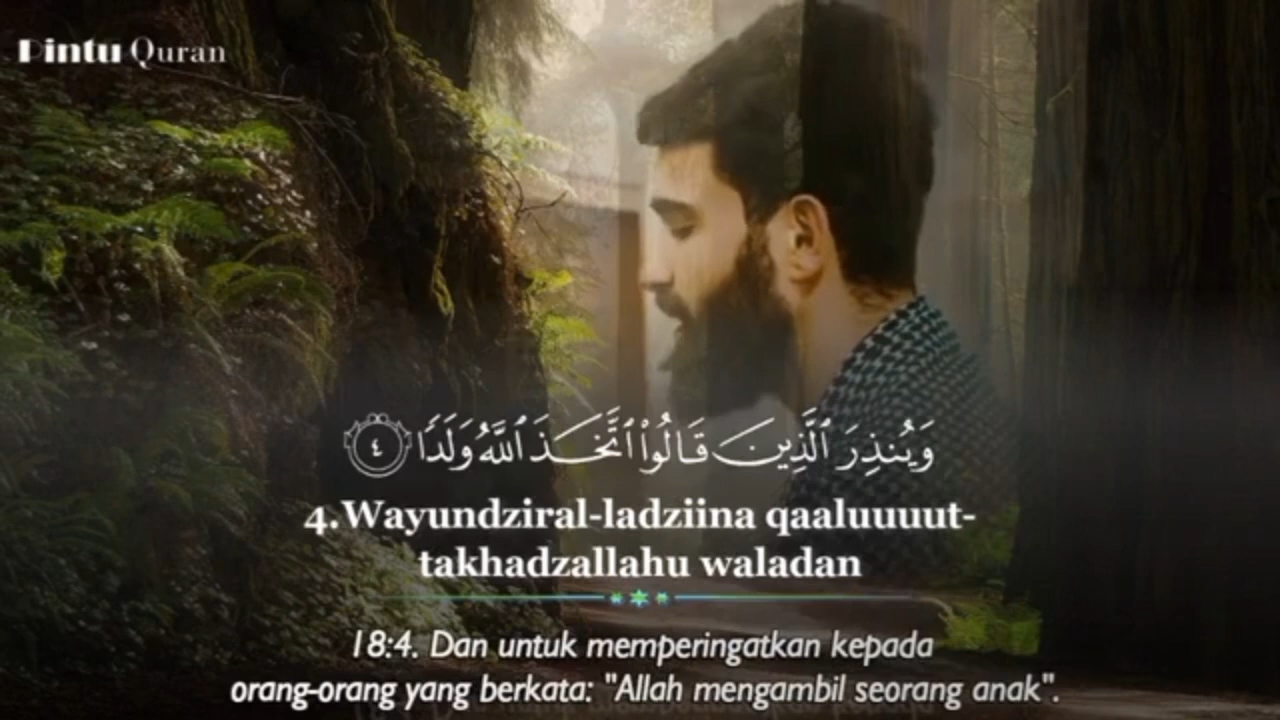 Pintu Quran
وَيُنذِرَ ٱلَّذِينَ قَالُوا۟ ٱتَّخَذَ ٱللَّهُ وَلَدًا ٤
4.Wayundziral-ladziina qaaluuuut-
takhadzallahu waladan
18:4. Dan untuk memperingatkan kepada
orang-orang yang berkata: "Allah mengambil seorang anak".